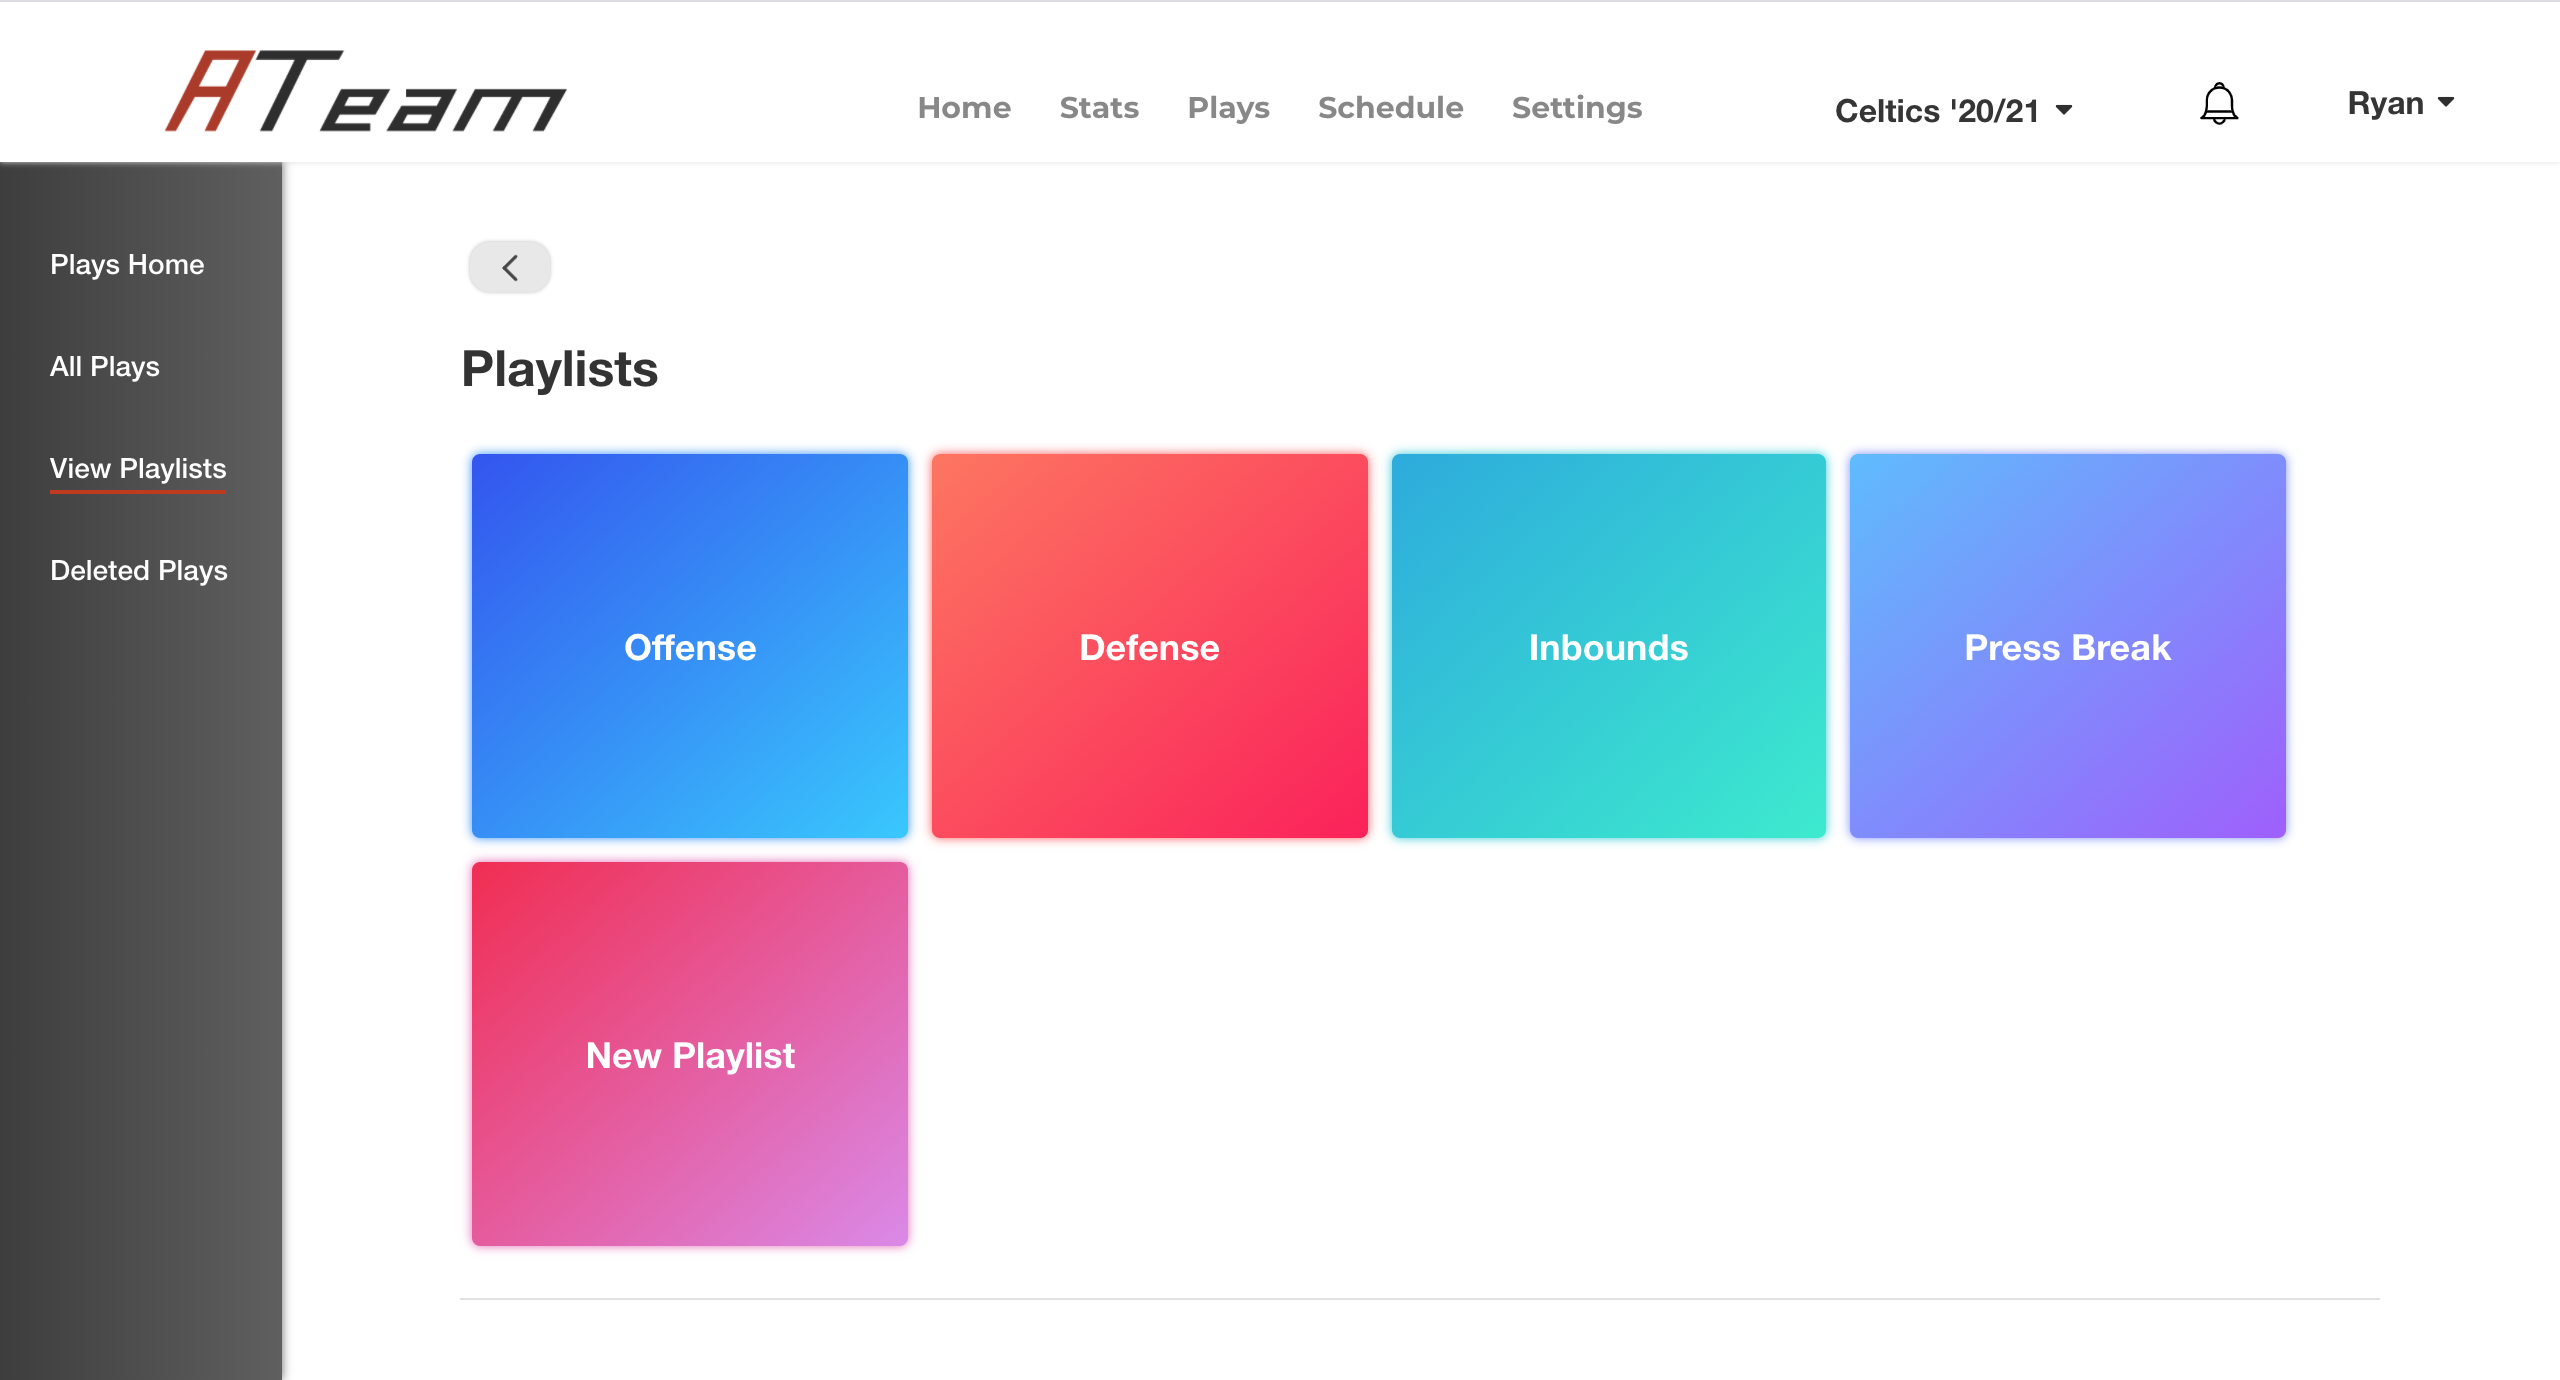 ATeam
Home Stats Plays Schedule Settings Celtics '20/21 Ryan
Plays Home
All Plays
View Playlists
Deleted Plays
Playlists
Offense Defense Inbounds Press Break
New Playlist